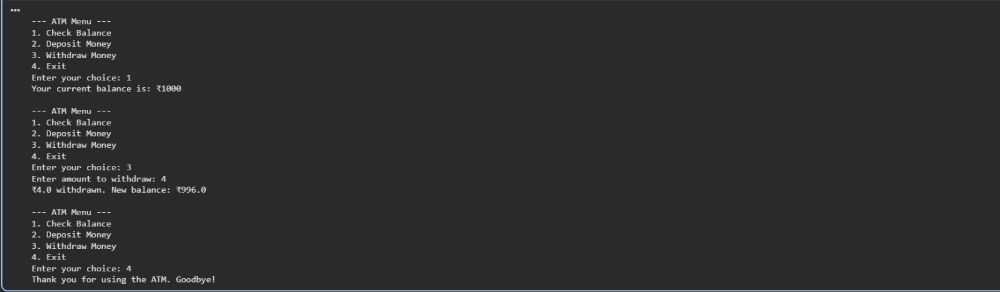 --- ATM Menu ---
1. Check Balance
2. Deposit Money
3. Withdraw Money
4. Exit
Enter your choice: 1
Your current balance is: ₹1000
--- ATM Menu ---
1. Check Balance
2. Deposit Money
3. Withdraw Money
4. Exit
Enter your choice: 3
Enter amount to withdraw: 4
₹4.0 withdrawn. New balance: ₹996.0
--- ATM Menu ---
1. Check Balance
2. Deposit Money
3. Withdraw Money
4. Exit
Enter your choice: 4
Thank you for using the ATM. Goodbye!